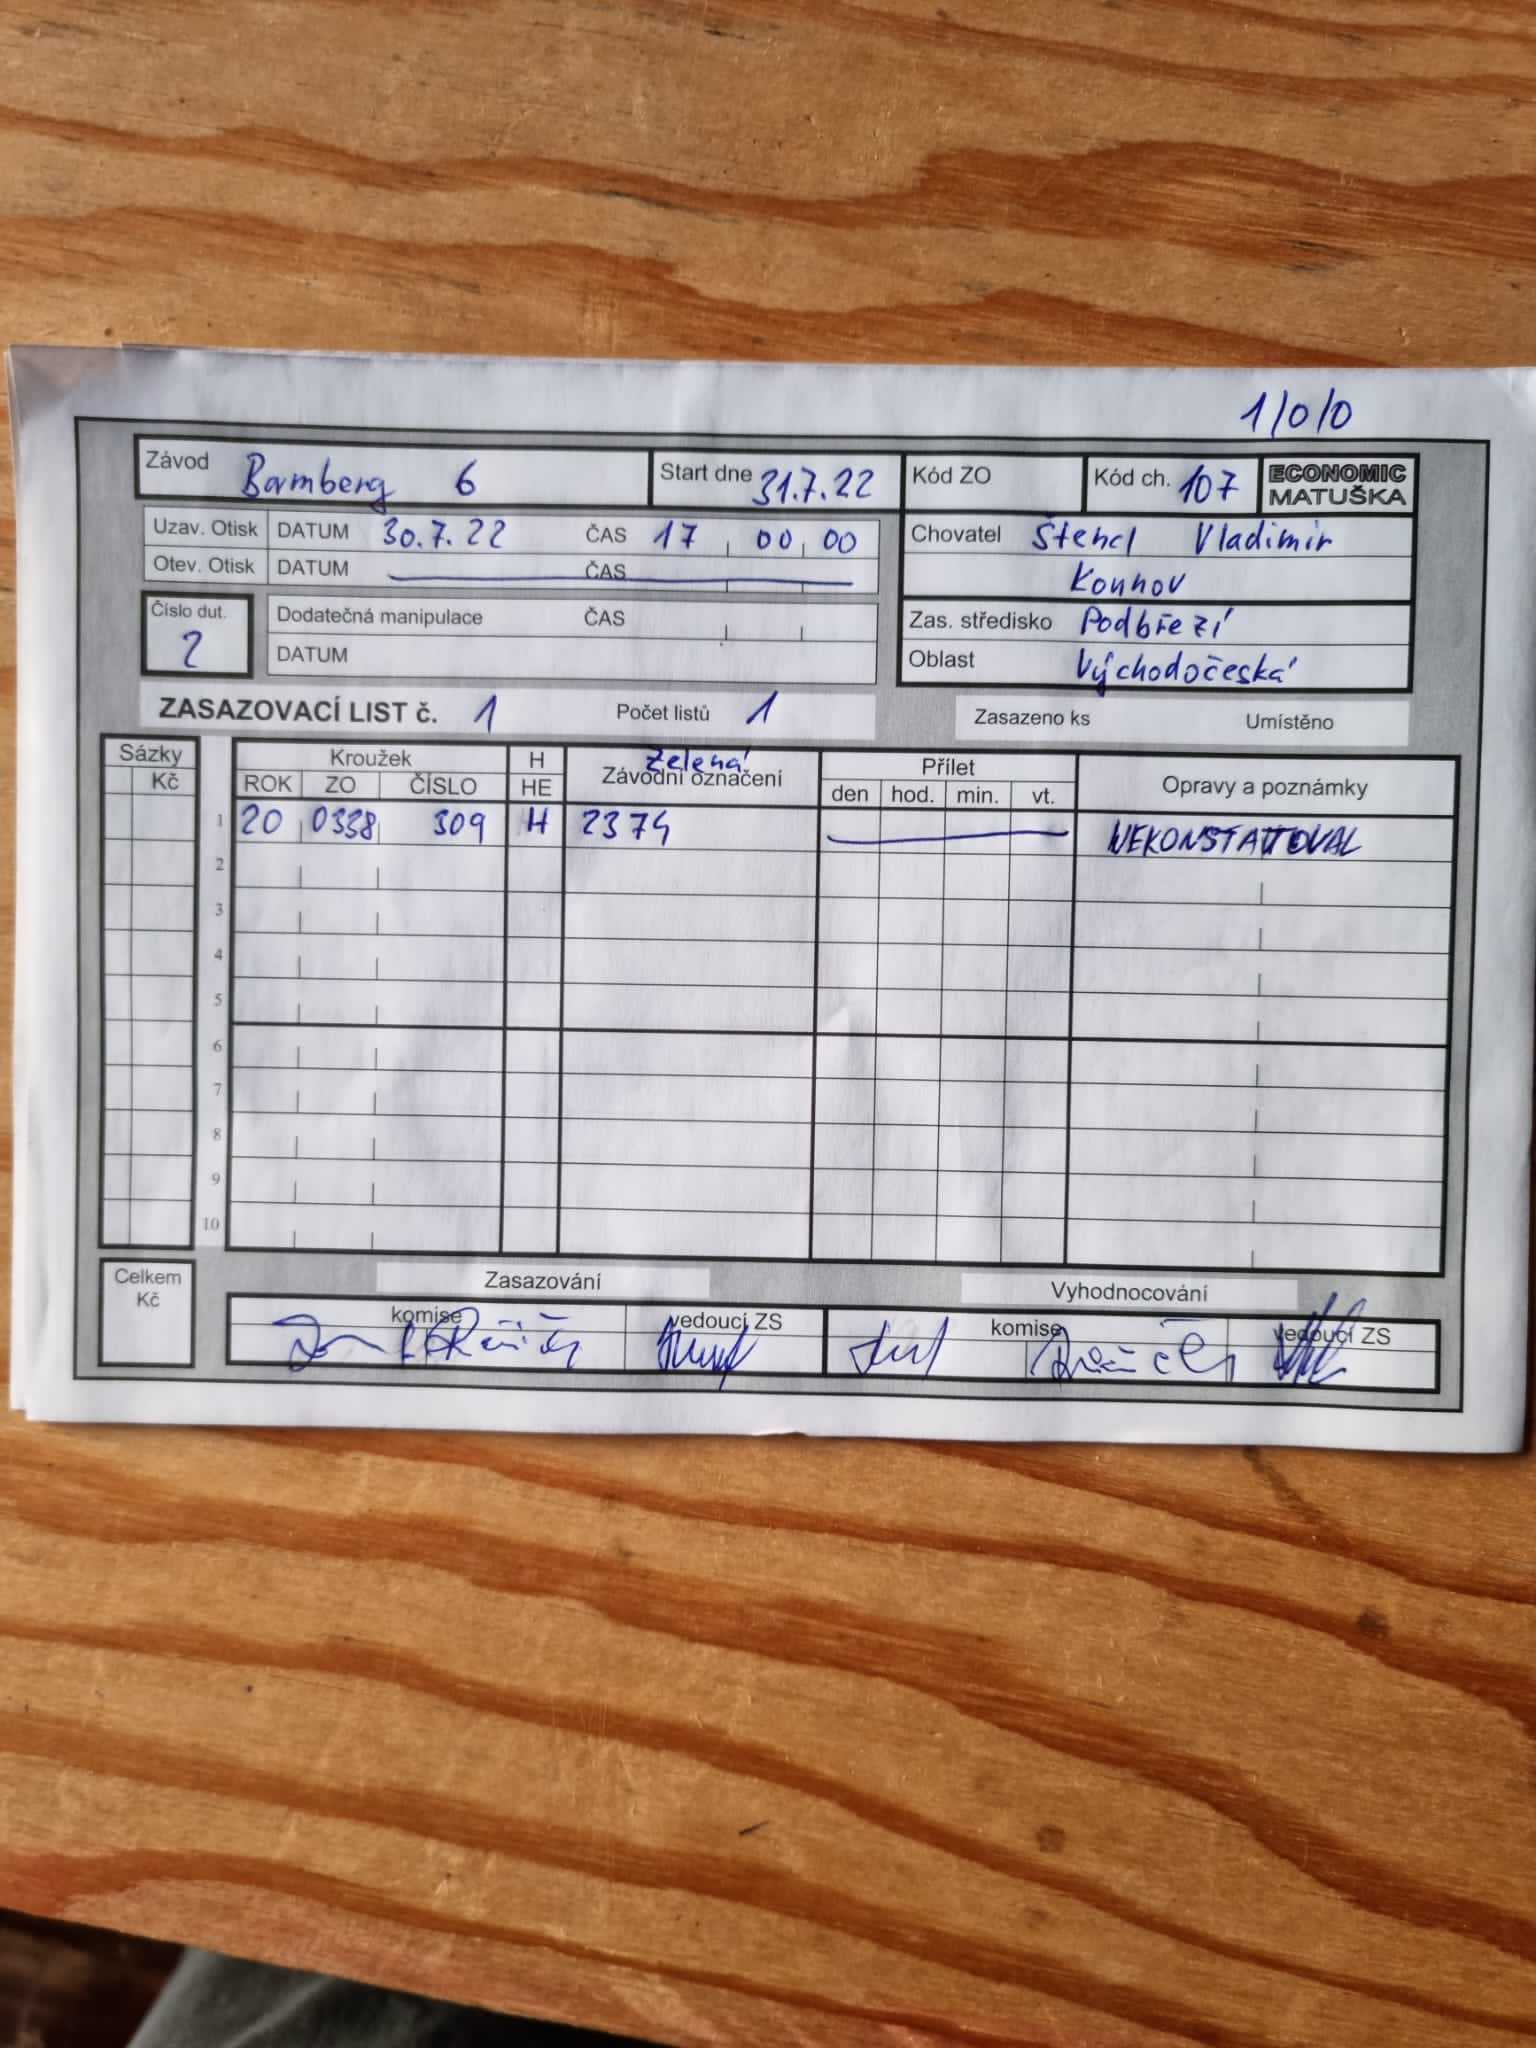 1/0/0
Závod Bamberg 6 Start dne 31.7.22 Kód ZO Kód ch. 107 ECONOMIC
MATUŠKA
Uzav. Otisk DATUM 30.7.22 ČAS 17 00 00
Otev. Otisk DATUM ČAS
Chovatel Štencl Vladimír
Kounov
Číslo dut. 2 Dodatečná manipulace ČAS
DATUM
Zas. středisko Podbřezí
Oblast Východočeská
ZASAZOVACÍ LIST č. 1 Počet listů 1 Zasazeno ks Umístěno
Sázky Kroužek H Zelená Přílet
Kč ROK ZO ČÍSLO HE Závodní označení den hod. min. vt. Opravy a poznámky
1 20 0338 309 H 2374 NEKONSTATOVAL
2
3
4
5
6
7
8
9
10
Celkem
Kč
Zasazování Vyhodnocování
komise vedoucí ZS komise vedoucí ZS